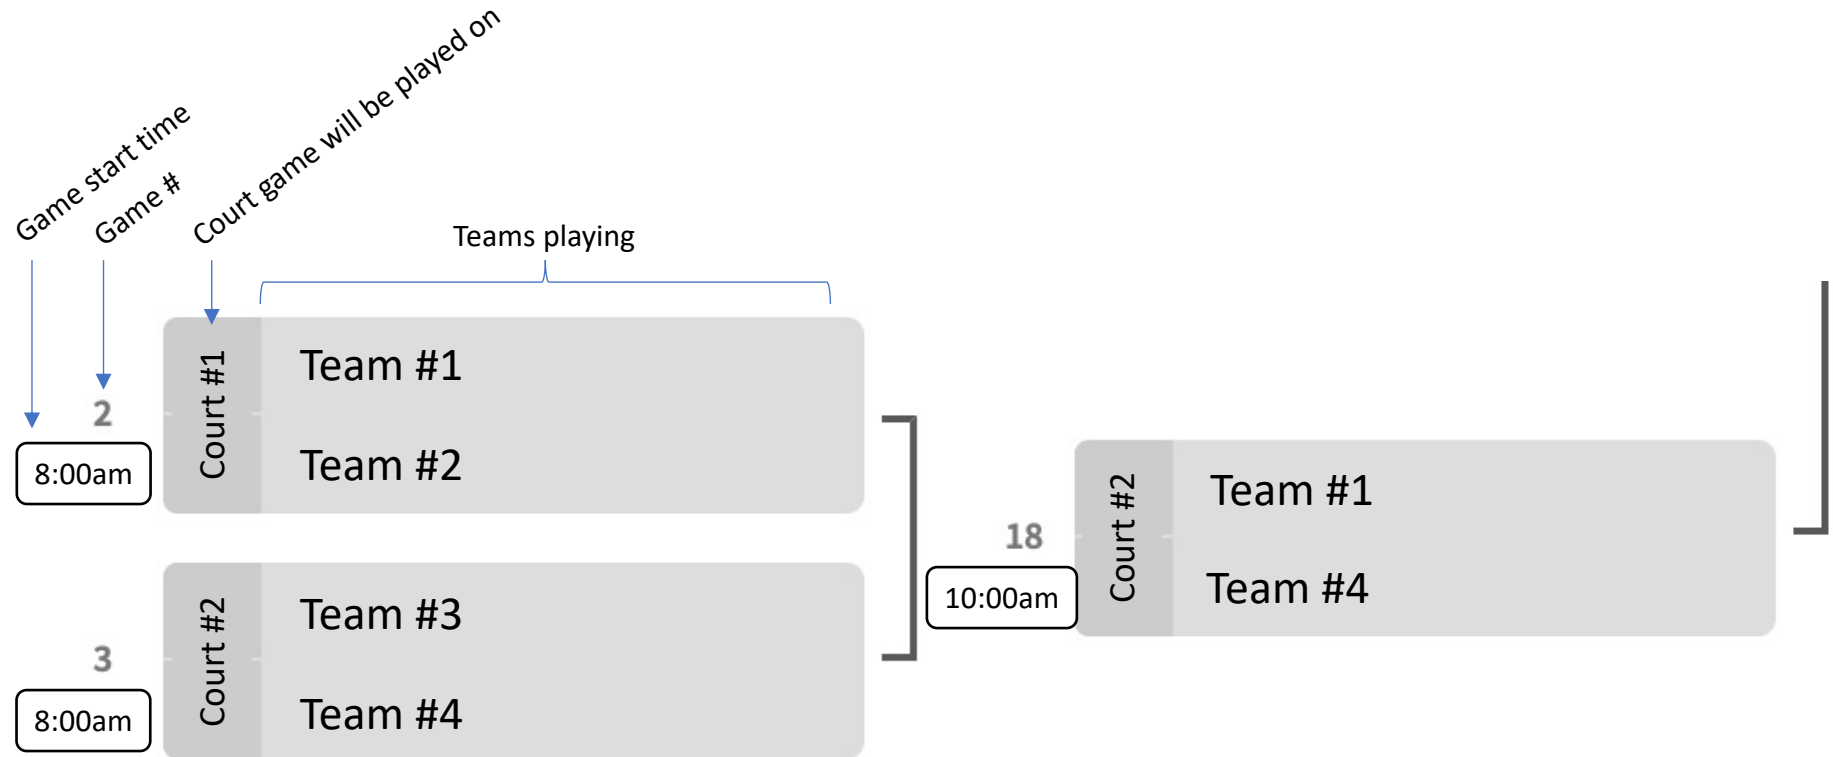 Game start time
Game #
Court game will be played on
Teams playing
2
8:00am
Court #1
Team #1
Team #2
3
8:00am
Court #2
Team #3
Team #4
18
10:00am
Court #2
Team #1
Team #4